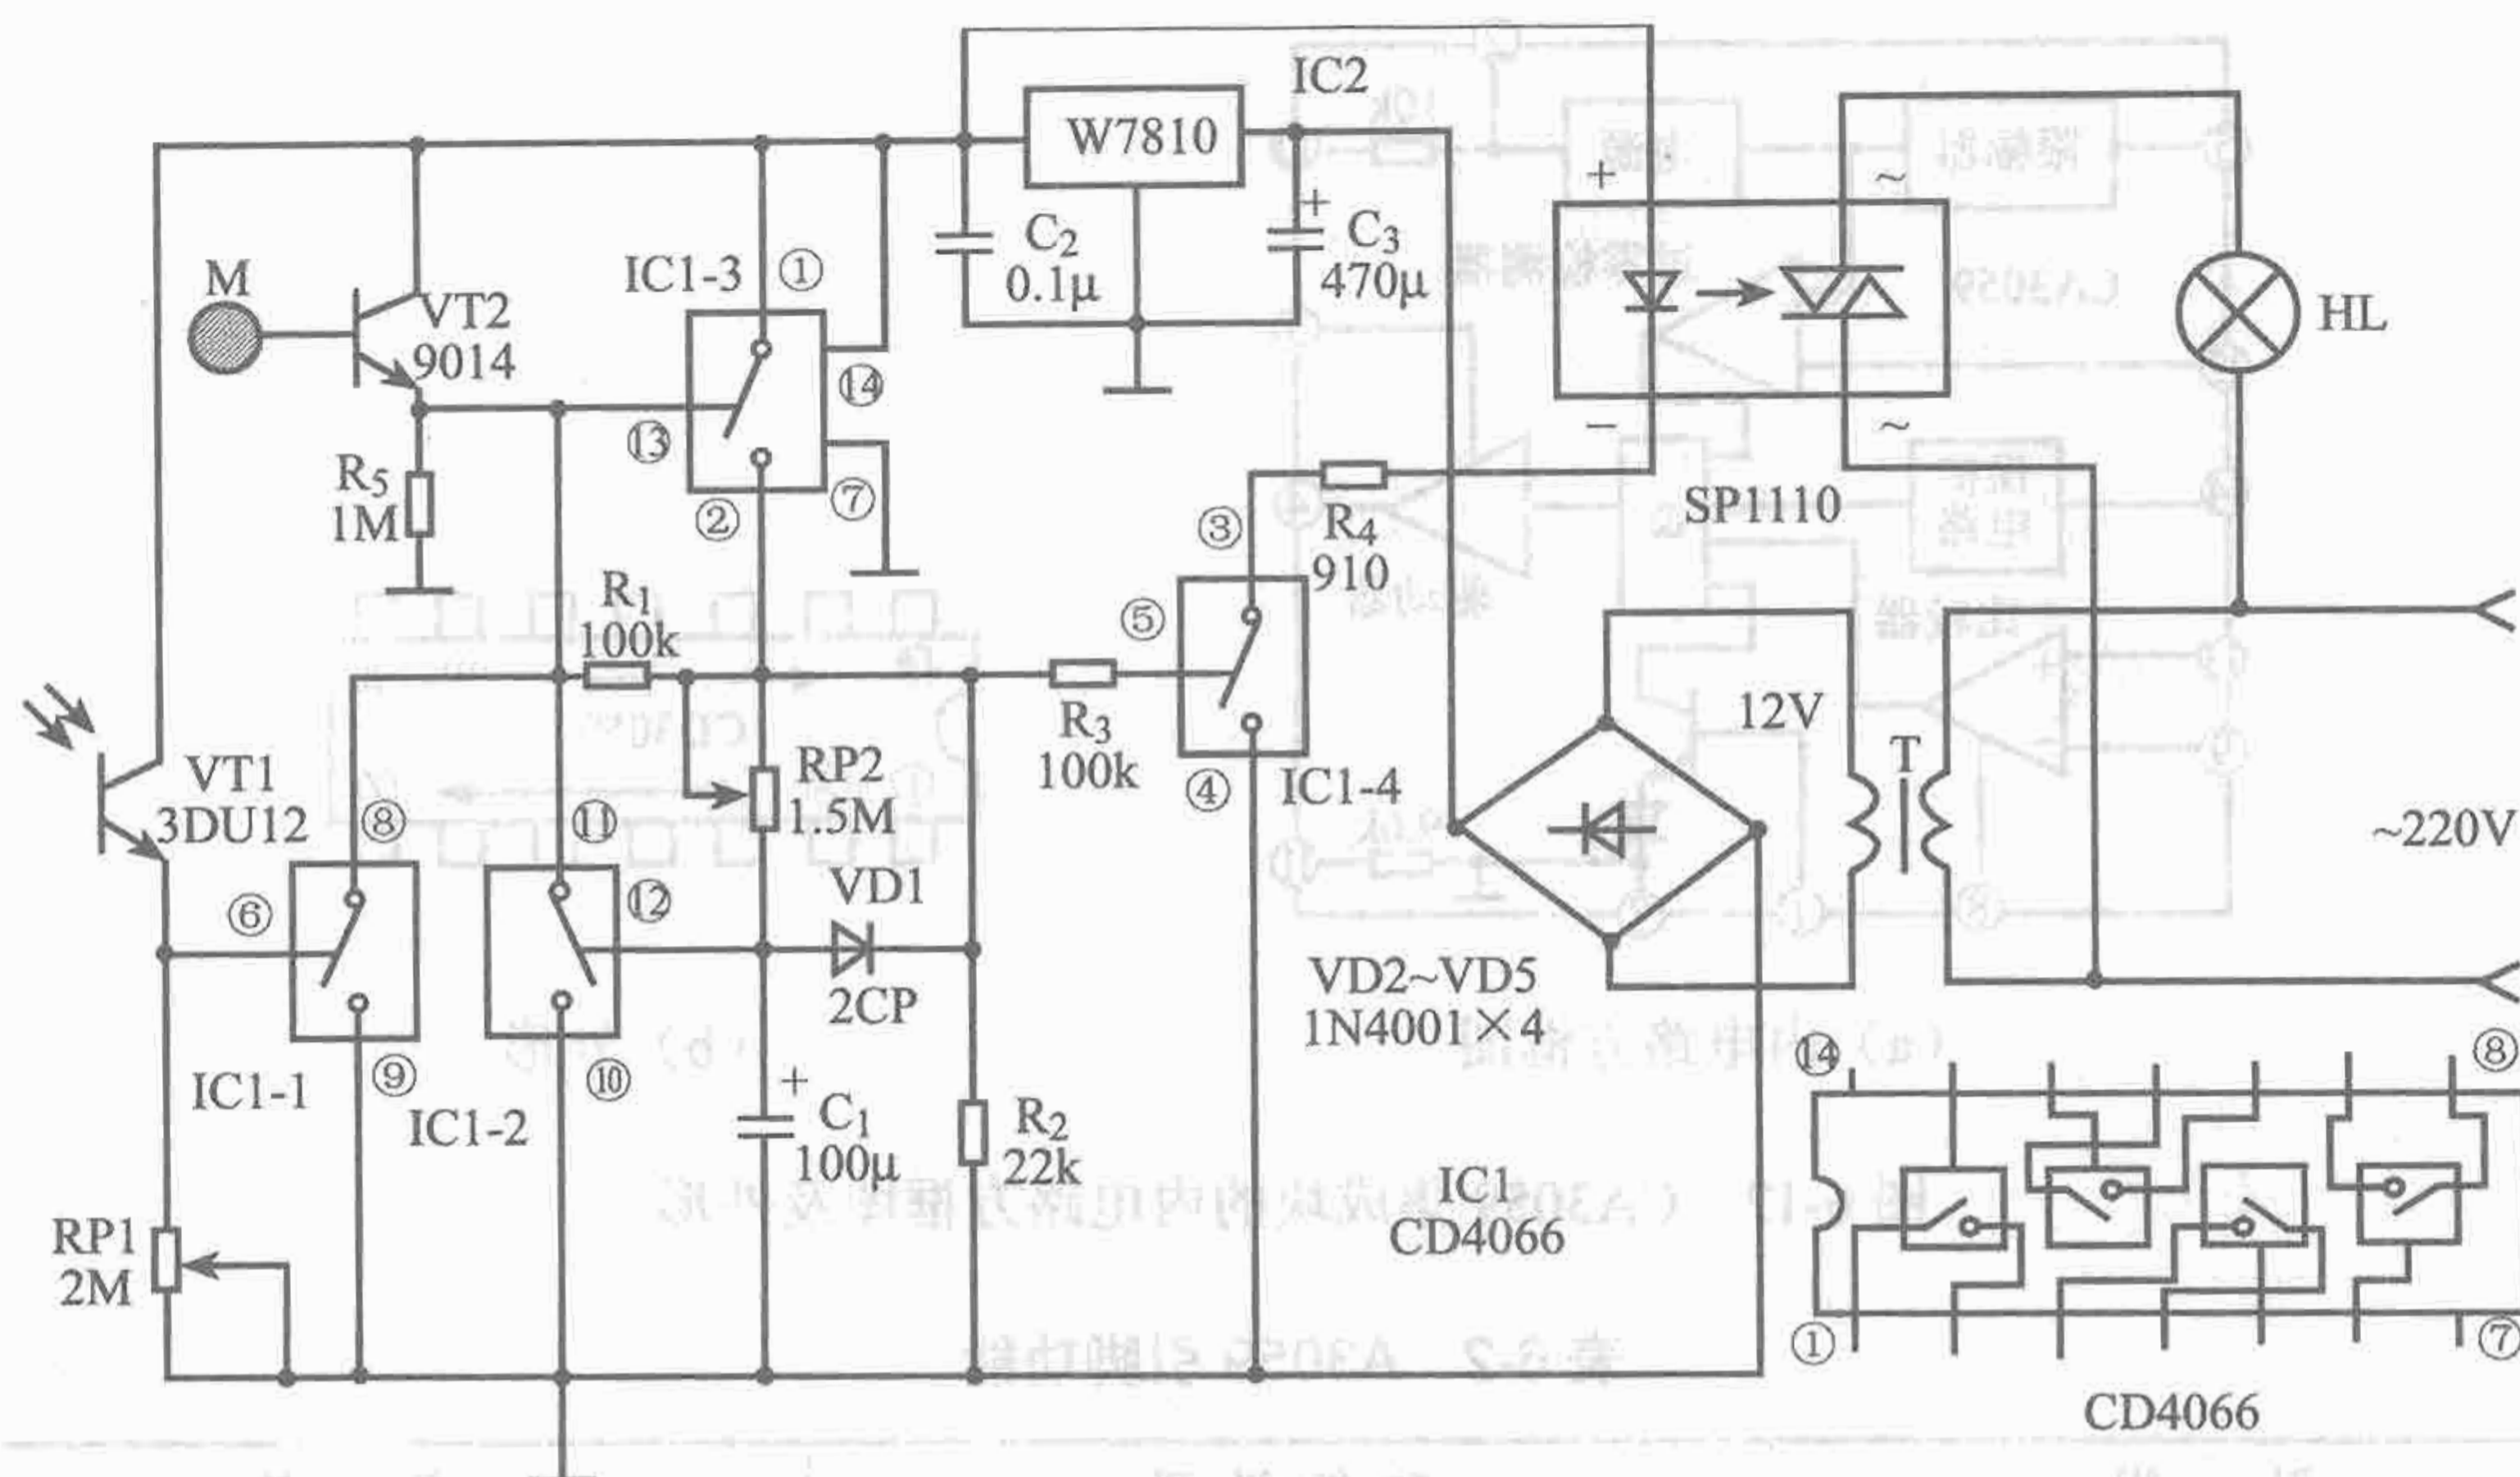 IC2
W7810
+
~
C₂
0.1μ
+
C₃
470μ
M
VT2
9014
IC1-3
①
⑭
⑬
②
⑦
HL
R₅
1M
−
~
SP1110
③
R₄
910
R₁
100k
⑤
R₃
100k
④
IC1-4
12V
T
~220V
VT1
3DU12
⑧
⑪
RP2
1.5M
⑥
⑫
VD1
2CP
VD2~VD5
1N4001×4
IC1-1
⑨
IC1-2
⑩
+
C₁
100μ
R₂
22k
RP1
2M
IC1
CD4066
⑭
⑧
①
⑦
CD4066